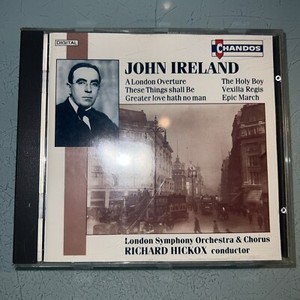 DIGITAL
CHANDOS
JOHN IRELAND
A London Overture
These Things shall Be
Greater love hath no man
The Holy Boy
Vexilla Regis
Epic March
London Symphony Orchestra & Chorus
RICHARD HICKOX conductor